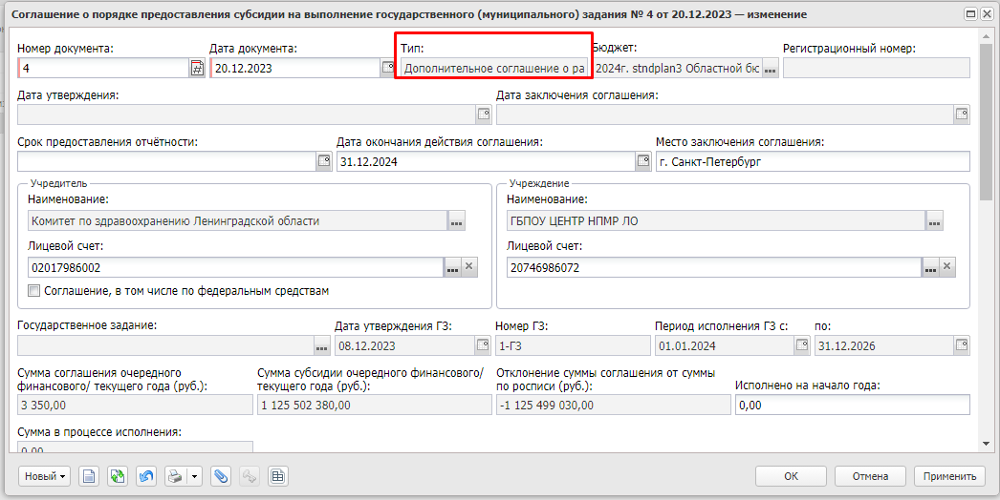 Соглашение о порядке предоставления субсидии на выполнение государственного (муниципального) задания № 4 от 20.12.2023 — изменение
Номер документа: Дата документа: Тип: Бюджет: Регистрационный номер:
4 20.12.2023 Дополнительное соглашение о ра 2024г. stndplan3 Областной бю
Дата утверждения: Дата заключения соглашения:
Срок предоставления отчётности: Дата окончания действия соглашения: Место заключения соглашения:
31.12.2024 г. Санкт-Петербург
Учредитель Учреждение
Наименование: Наименование:
Комитет по здравоохранению Ленинградской области ГБПОУ ЦЕНТР НПМР ЛО
Лицевой счет: Лицевой счет:
02017986002 20746986072
Соглашение, в том числе по федеральным средствам
Государственное задание: Дата утверждения ГЗ: Номер ГЗ: Период исполнения ГЗ с: по:
08.12.2023 1-ГЗ 01.01.2024 31.12.2026
Сумма соглашения очередного Сумма субсидии очередного финансового/ Отклонение суммы соглашения от суммы
финансового/ текущего года (руб.): текущего года (руб.): по росписи (руб.): Исполнено на начало года:
3 350,00 1 125 502 380,00 -1 125 499 030,00 0,00
Сумма в процессе исполнения:
0,00
Новый ОК Отмена Применить